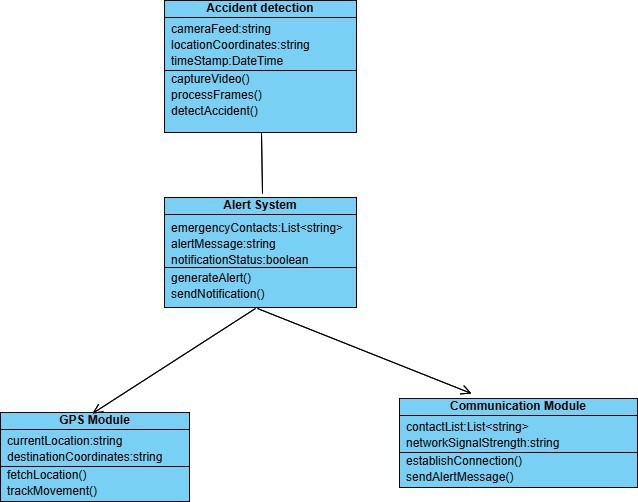 Accident detection
cameraFeed:string
locationCoordinates:string
timeStamp:DateTime
captureVideo()
processFrames()
detectAccident()
Alert System
emergencyContacts:List<string>
alertMessage:string
notificationStatus:boolean
generateAlert()
sendNotification()
GPS Module
currentLocation:string
destinationCoordinates:string
fetchLocation()
trackMovement()
Communication Module
contactList:List<string>
networkSignalStrength:string
establishConnection()
sendAlertMessage()